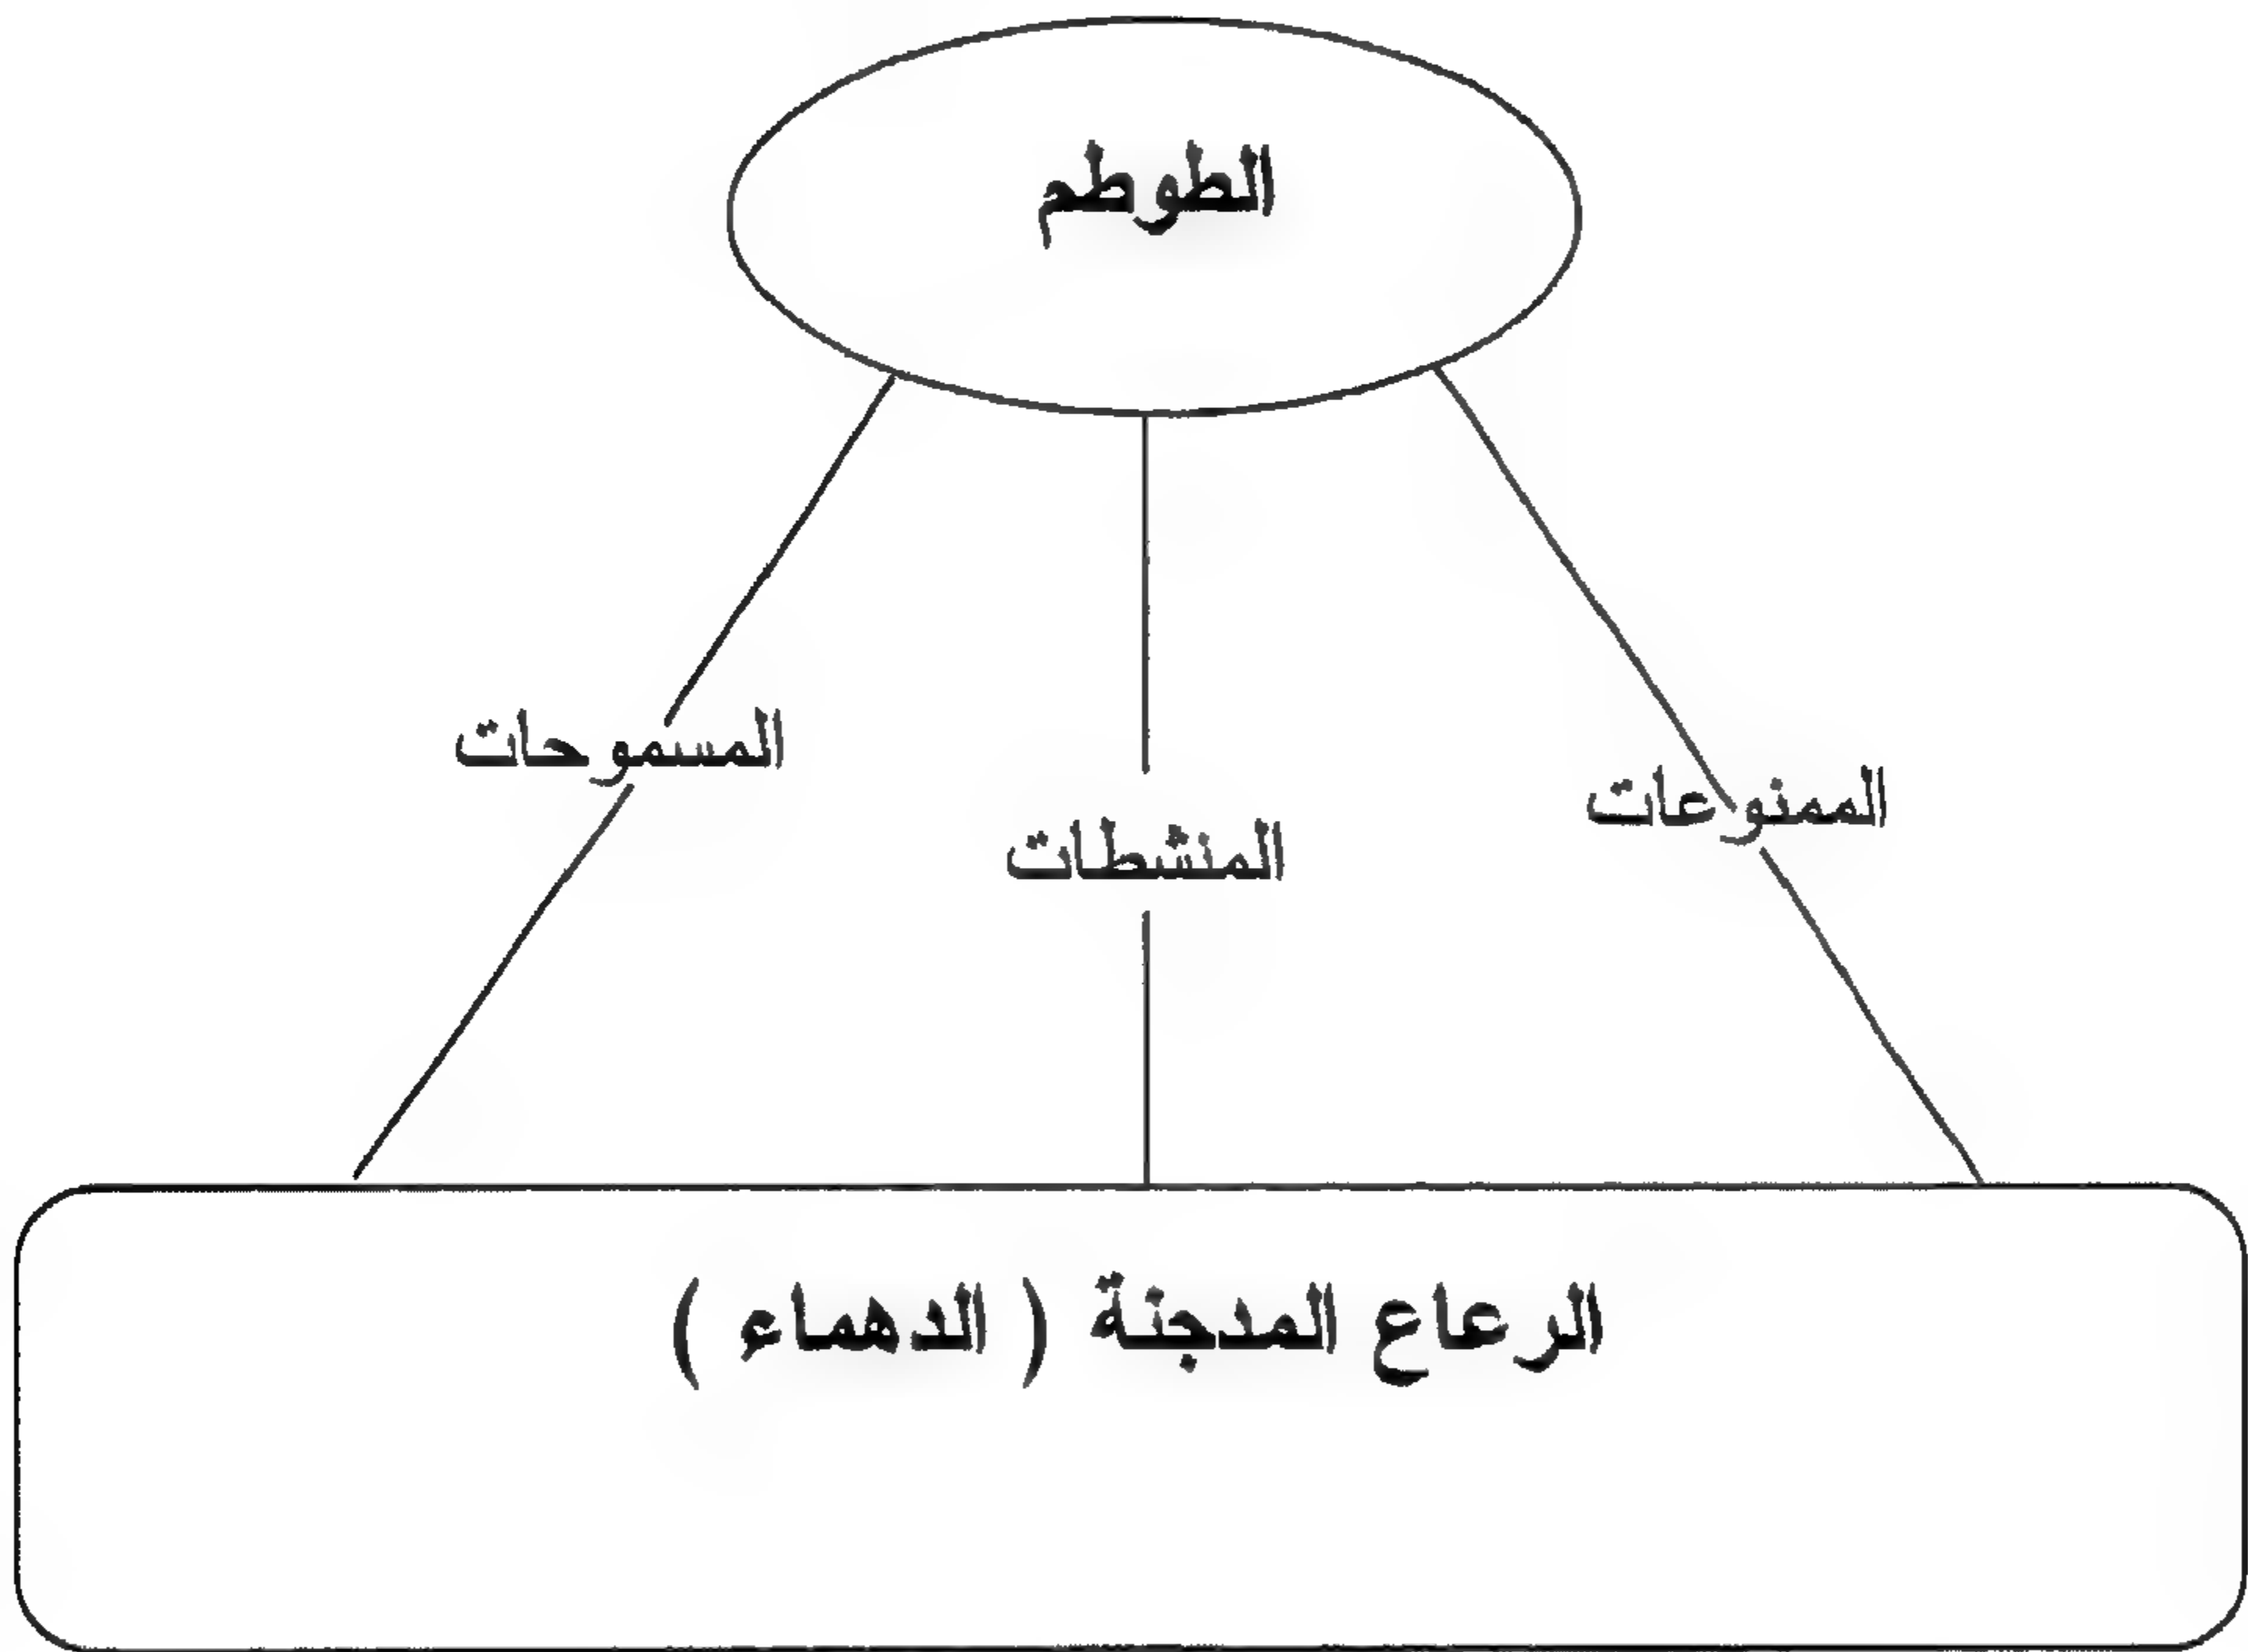 الطوطم
المسموحات
الممنوعات
المنشطات
الرعاع المدجنة ( الدهماء )